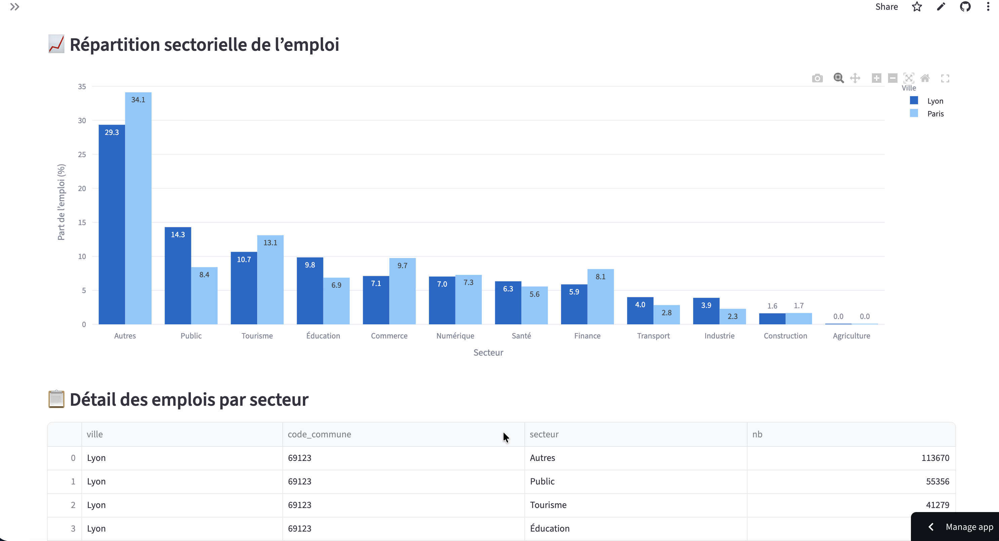 Share
📈 Répartition sectorielle de l’emploi
Ville
Lyon
Paris
Part de l’emploi (%)
35
30
25
20
15
10
5
0
29.3
34.1
14.3
8.4
10.7
13.1
9.8
6.9
7.1
9.7
7.0
7.3
6.3
5.6
5.9
8.1
4.0
2.8
3.9
2.3
1.6
1.7
0.0
0.0
Autres Public Tourisme Éducation Commerce Numérique Santé Finance Transport Industrie Construction Agriculture
Secteur
📋 Détail des emplois par secteur
ville code_commune secteur nb
0 Lyon 69123 Autres 113670
1 Lyon 69123 Public 55356
2 Lyon 69123 Tourisme 41279
3 Lyon 69123 Éducation
Manage app